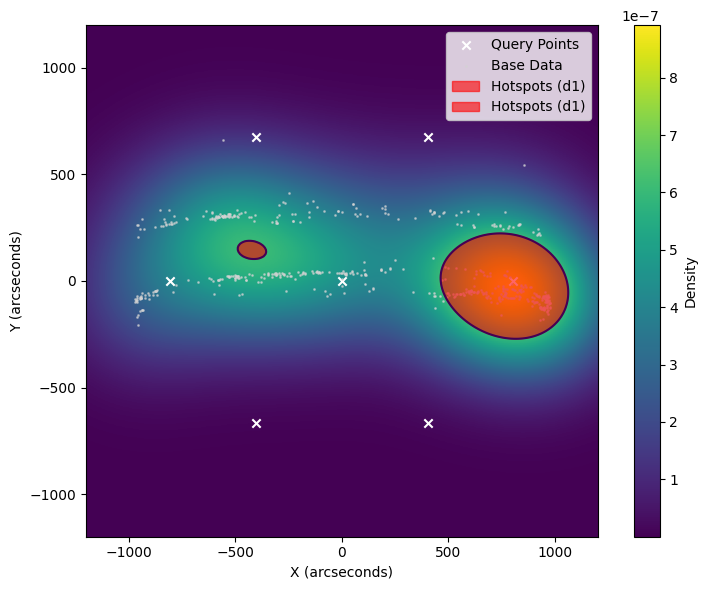 1e−7
Query Points
Base Data
Hotspots (d1)
Hotspots (d1)
1000
500
0
−500
−1000
Y (arcseconds)
−1000
−500
0
500
1000
X (arcseconds)
8
7
6
5
4
3
2
1
Density